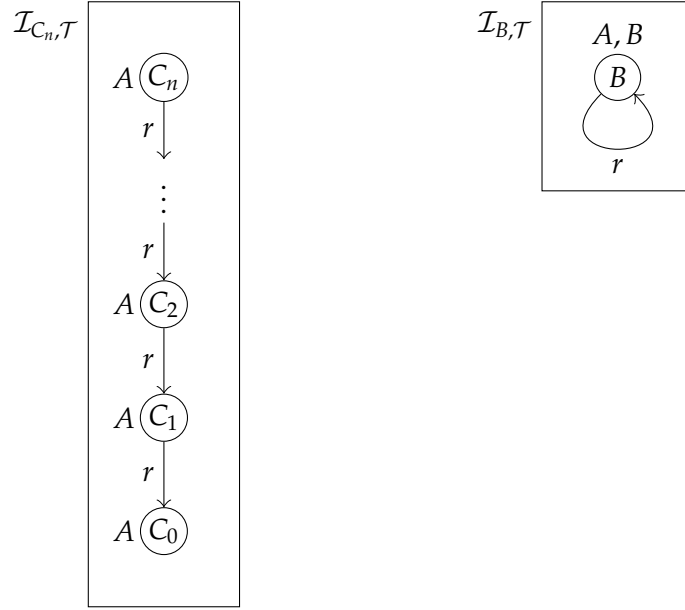 𝓘_{C_n,𝓣}
A C_n
r
⋮
r
A C_2
r
A C_1
r
A C_0
𝓘_{B,𝓣}
A, B
B
r